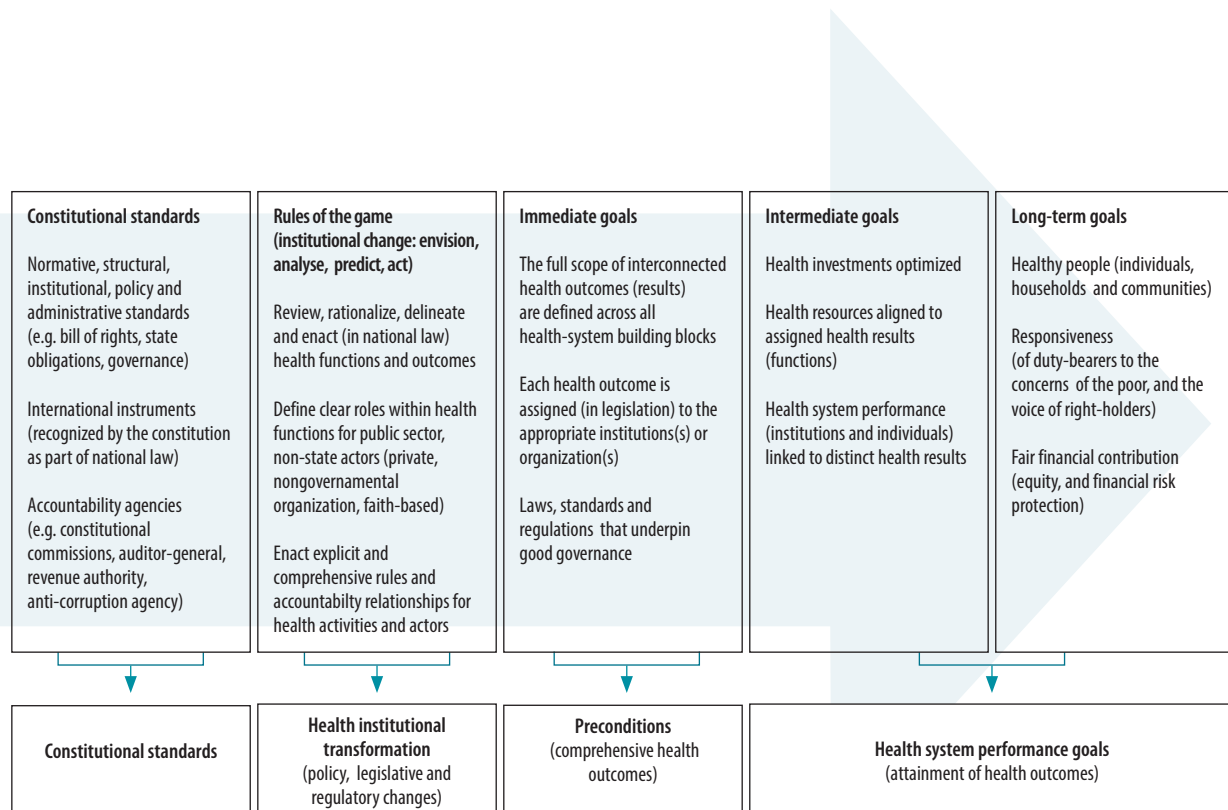 Constitutional standards
Normative, structural,
institutional, policy and
administrative standards
(e.g. bill of rights, state
obligations, governance)
International instruments
(recognized by the constitution
as part of national law)
Accountability agencies
(e.g. constitutional
commissions, auditor-general,
revenue authority,
anti-corruption agency)
Rules of the game
(institutional change: envision,
analyse, predict, act)
Review, rationalize, delineate
and enact (in national law)
health functions and outcomes
Define clear roles within health
functions for public sector,
non-state actors (private,
nongovernamental
organization, faith-based)
Enact explicit and
comprehensive rules and
accountabilty relationships for
health activities and actors
Immediate goals
The full scope of interconnected
health outcomes (results)
are defined across all
health-system building blocks
Each health outcome is
assigned (in legislation) to the
appropriate institutions(s) or
organization(s)
Laws, standards and
regulations that underpin
good governance
Intermediate goals
Health investments optimized
Health resources aligned to
assigned health results
(functions)
Health system performance
(institutions and individuals)
linked to distinct health results
Long-term goals
Healthy people (individuals,
households and communities)
Responsiveness
(of duty-bearers to the
concerns of the poor, and the
voice of right-holders)
Fair financial contribution
(equity, and financial risk
protection)
Constitutional standards
Health institutional
transformation
(policy, legislative and
regulatory changes)
Preconditions
(comprehensive health
outcomes)
Health system performance goals
(attainment of health outcomes)